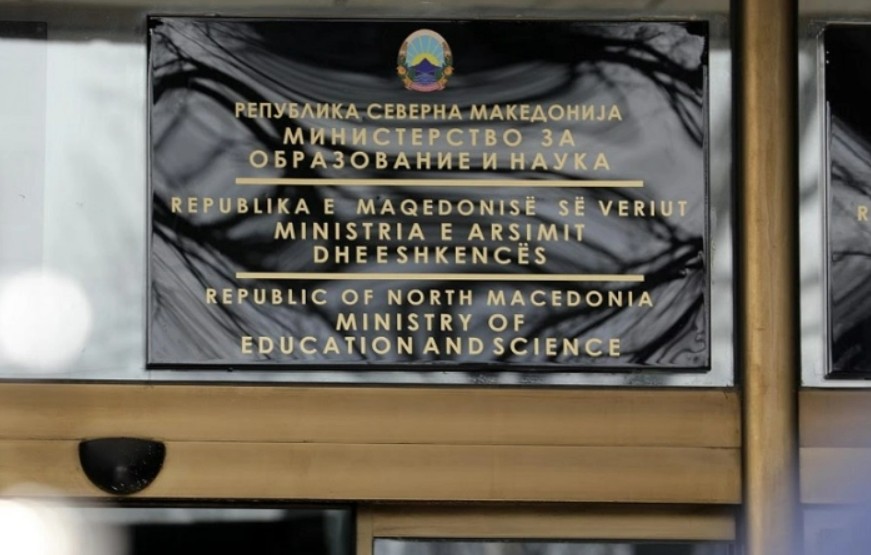 РЕПУБЛИКА СЕВЕРНА МАКЕДОНИЈА
МИНИСТЕРСТВО ЗА
ОБРАЗОВАНИЕ И НАУКА
REPUBLIKA E MAQEDONISË SË VERIUT
MINISTRIA E ARSIMIT
DHE ESHKENCËS
REPUBLIC OF NORTH MACEDONIA
MINISTRY OF
EDUCATION AND SCIENCE